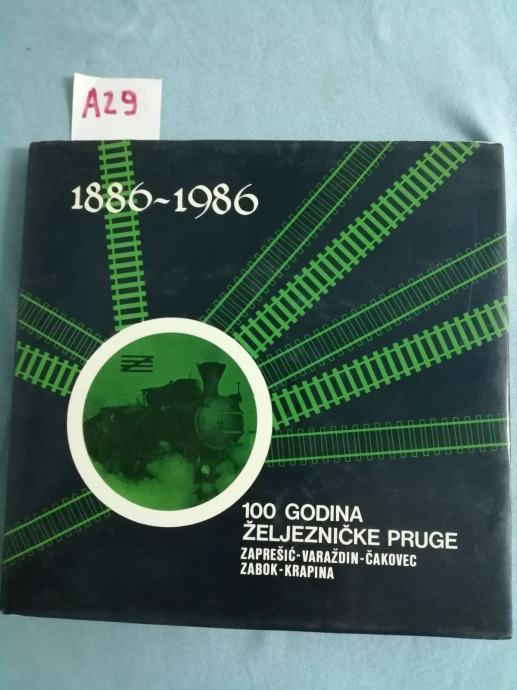 A29
1886-1986
100 GODINA
ŽELJEZNIČKE PRUGE
ZAPREŠIĆ-VARAŽDIN-ČAKOVEC
ZABOK-KRAPINA